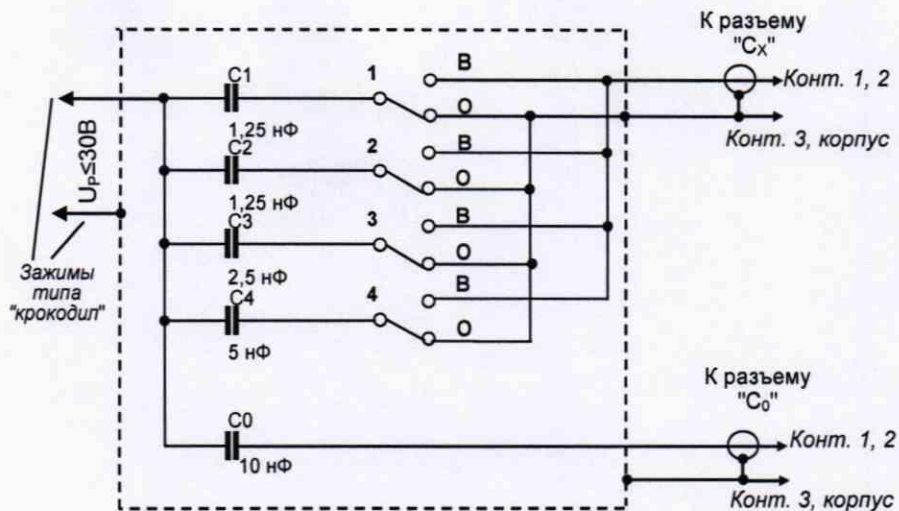 К разъему
"Cх"
Конт. 1, 2
Конт. 3, корпус
C1
1,25 нФ
1
В
О
C2
1,25 нФ
2
В
О
C3
2,5 нФ
3
В
О
C4
5 нФ
4
В
О
Uр≤30В
Зажимы
типа
"крокодил"
C0
10 нФ
К разъему
"C₀"
Конт. 1, 2
Конт. 3, корпус